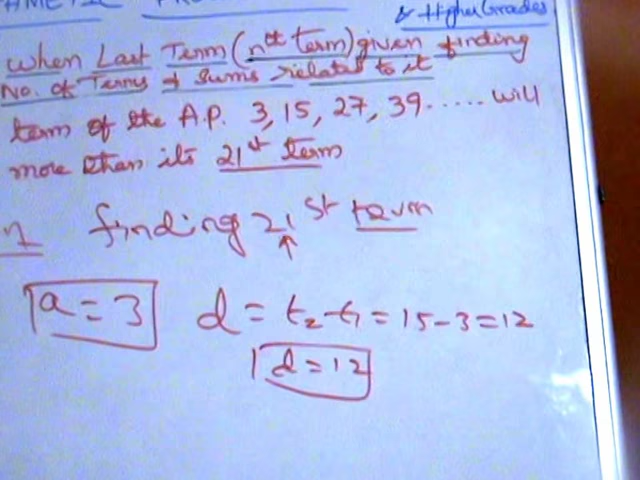 & Higher Grades
When Last Term (nth term) given finding
No. of Terms & Sums related to it
term of the A.P. 3, 15, 27, 39..... will
more than its 21st term
finding 21st term
a = 3 d = t2 - t1 = 15 - 3 = 12
d = 12